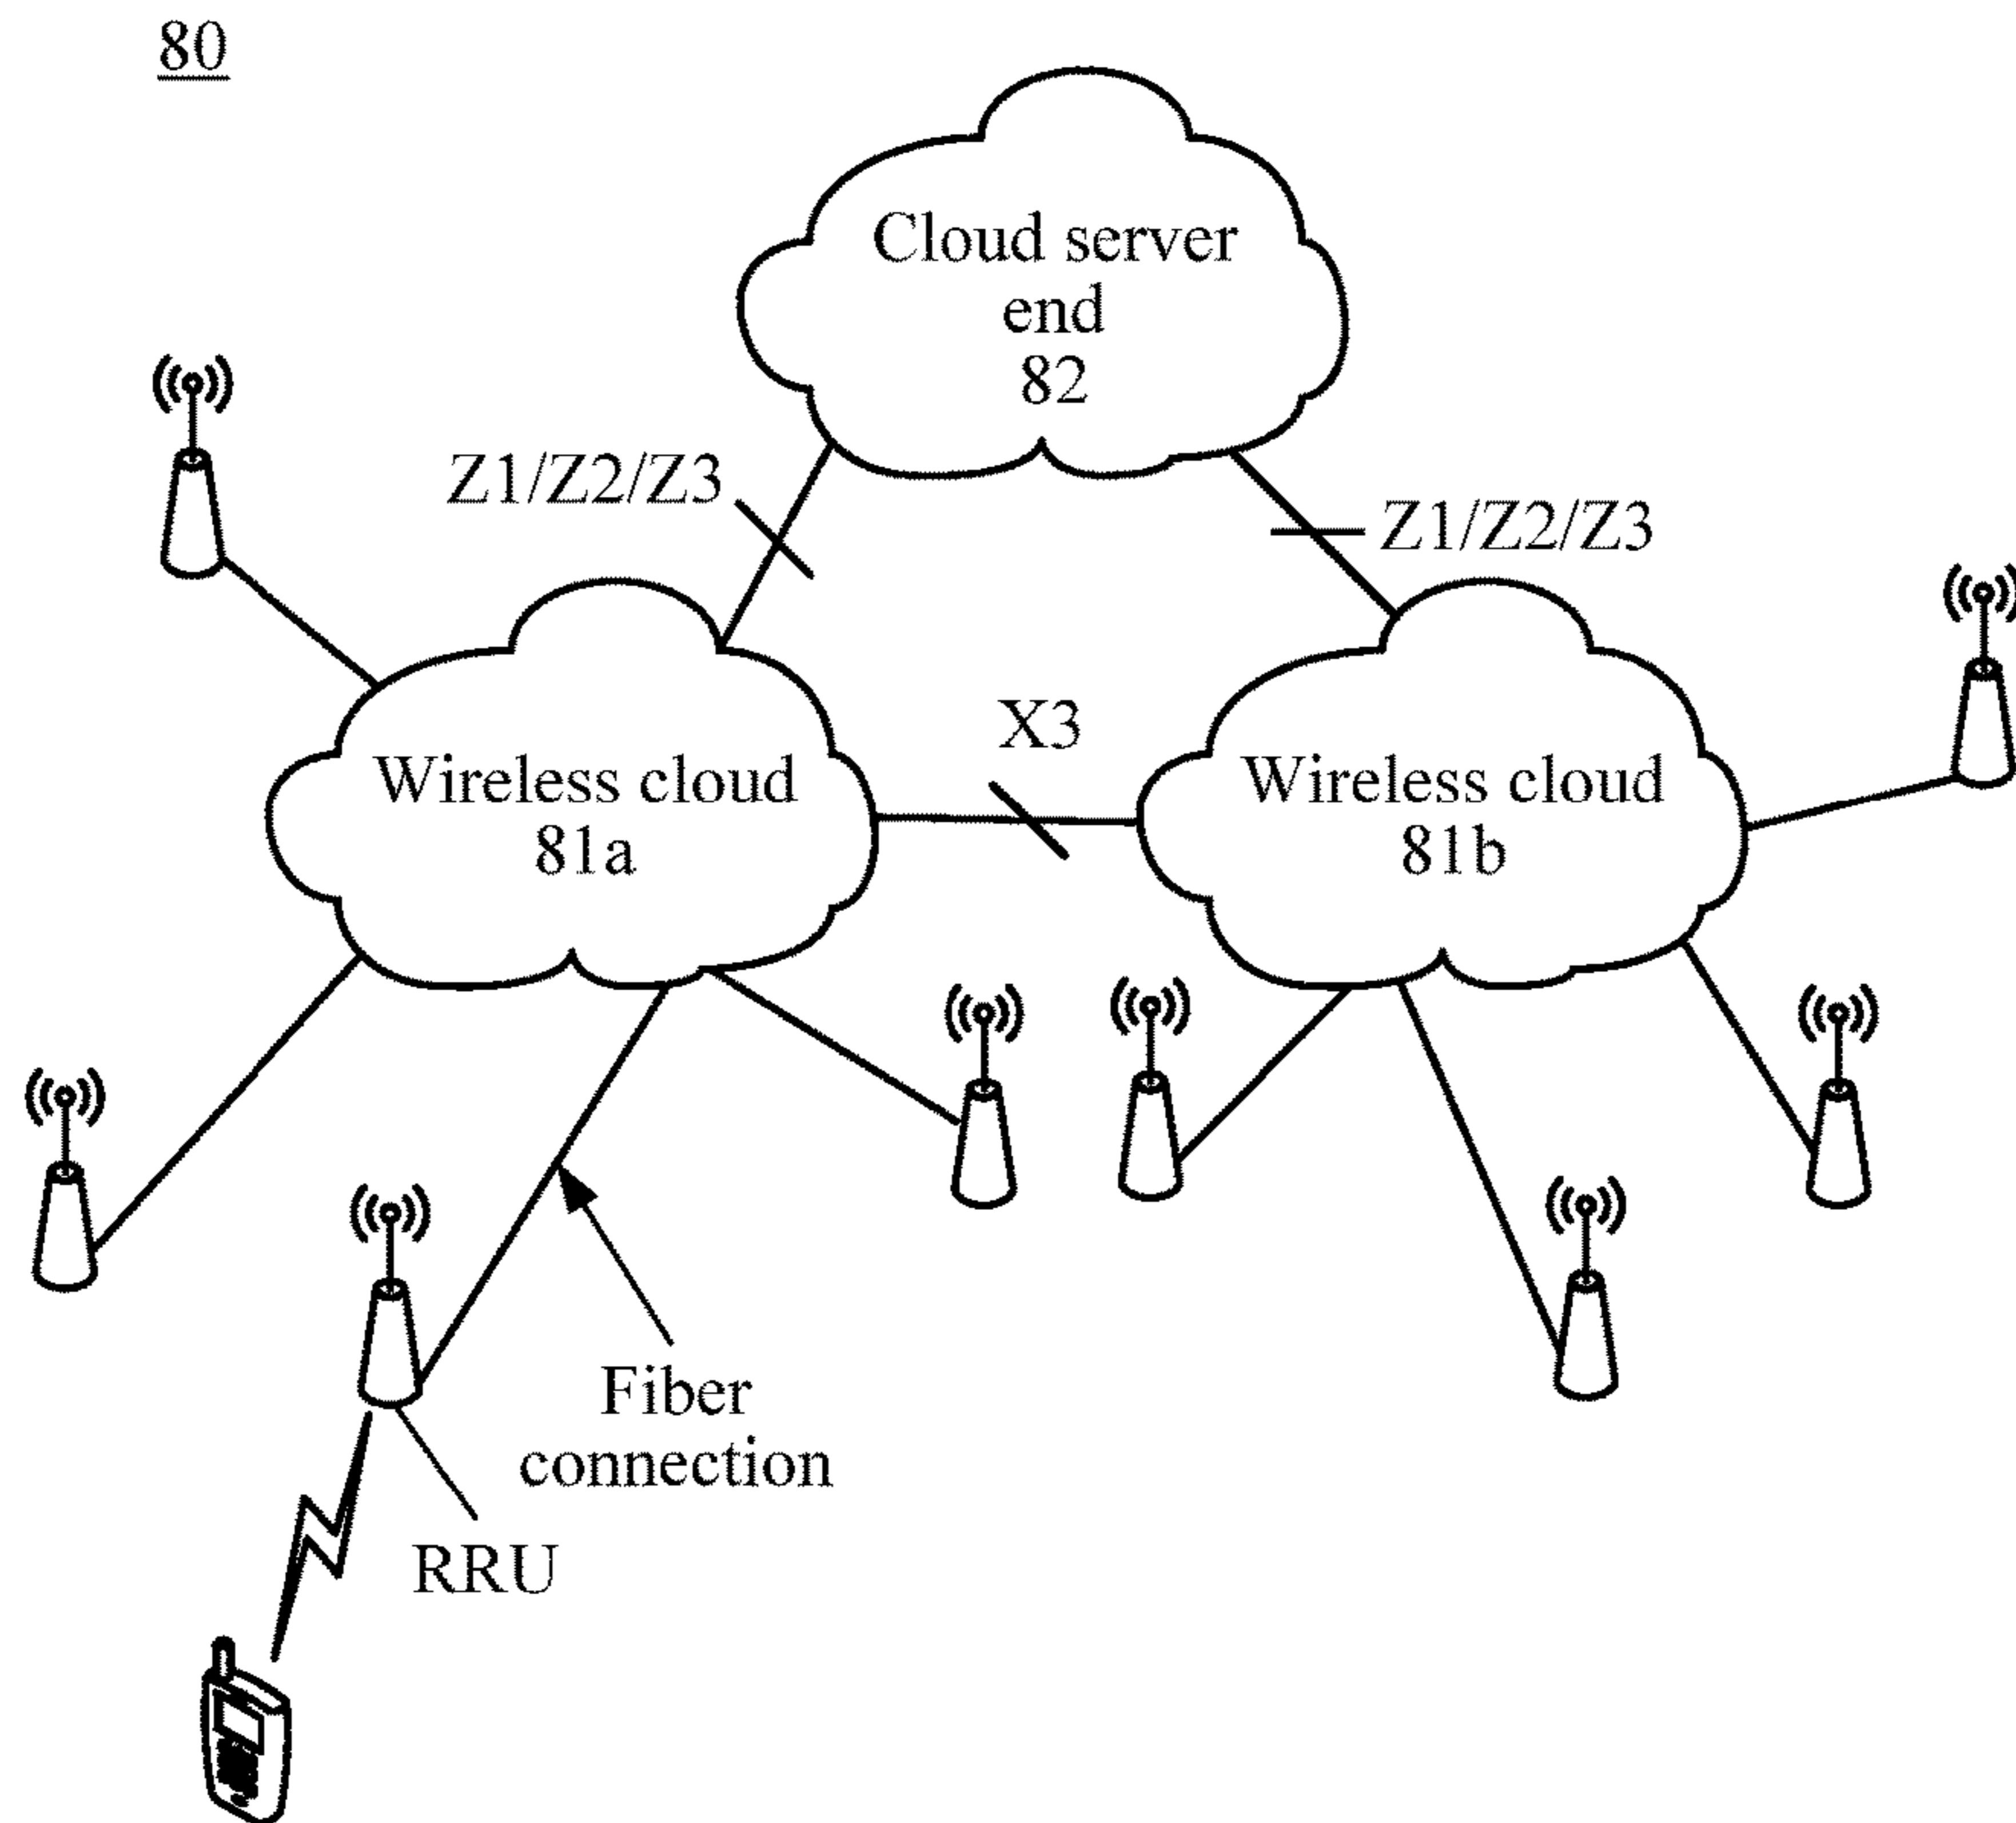 80
Cloud server
end
82
Z1/Z2/Z3
Z1/Z2/Z3
X3
Wireless cloud
81a
Wireless cloud
81b
Fiber
connection
RRU